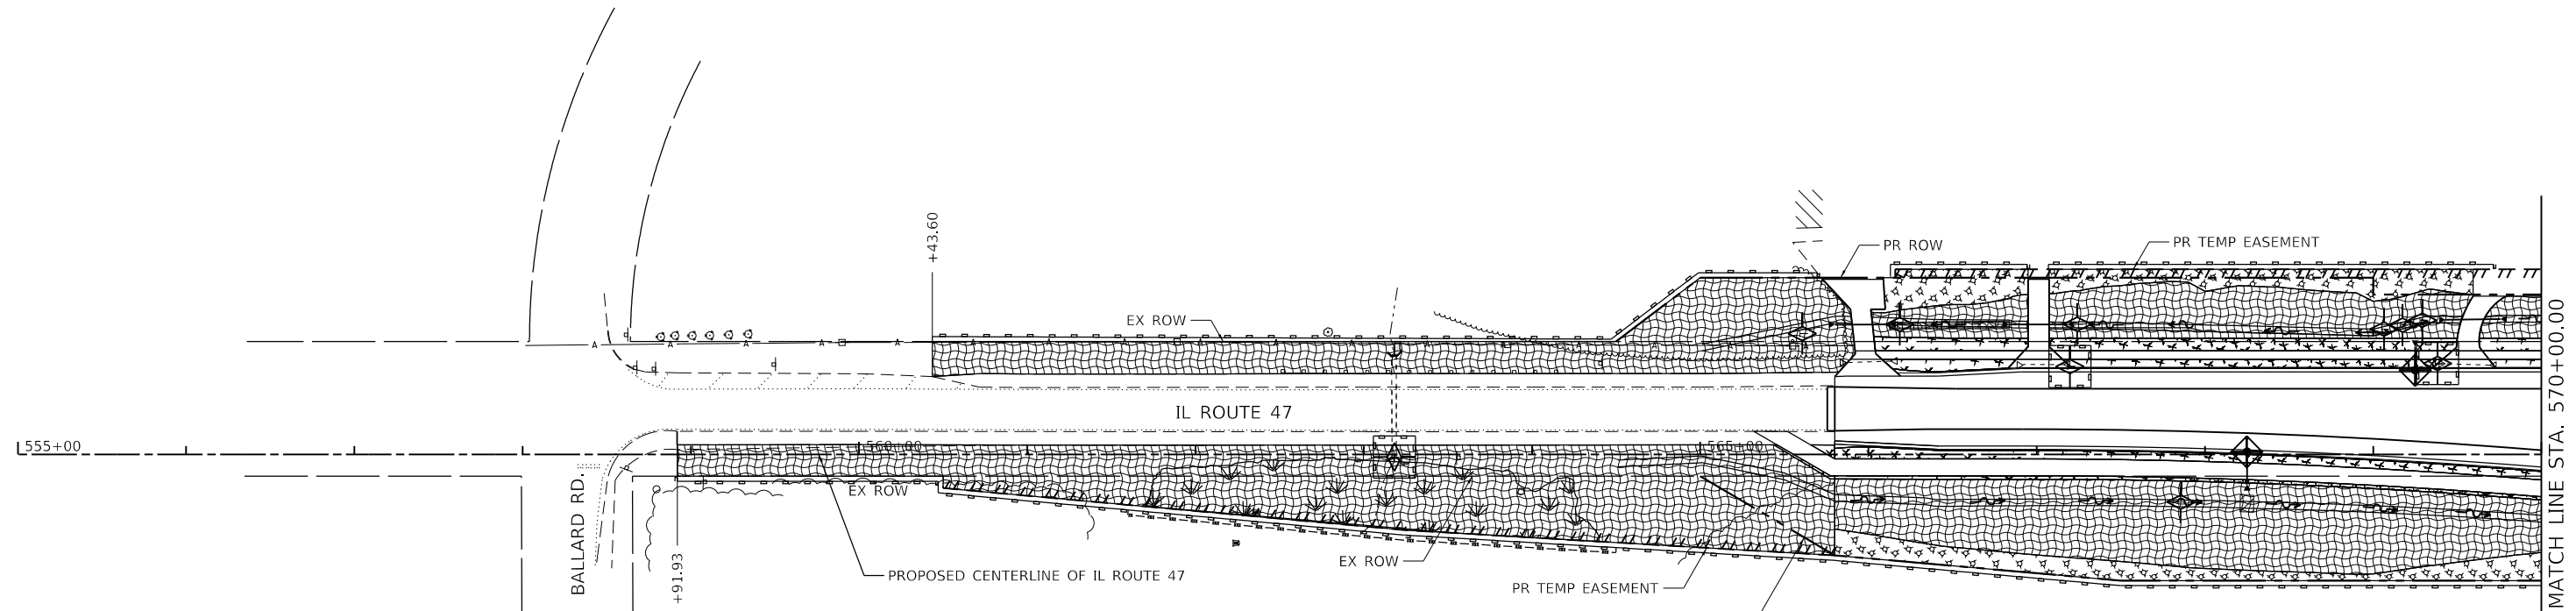 +43.60
PR ROW
PR TEMP EASEMENT
EX ROW
IL ROUTE 47
555+00
560+00
565+00
EX ROW
BALLARD RD.
+91.93
PROPOSED CENTERLINE OF IL ROUTE 47
EX ROW
PR TEMP EASEMENT
MATCH LINE STA. 570+00.00